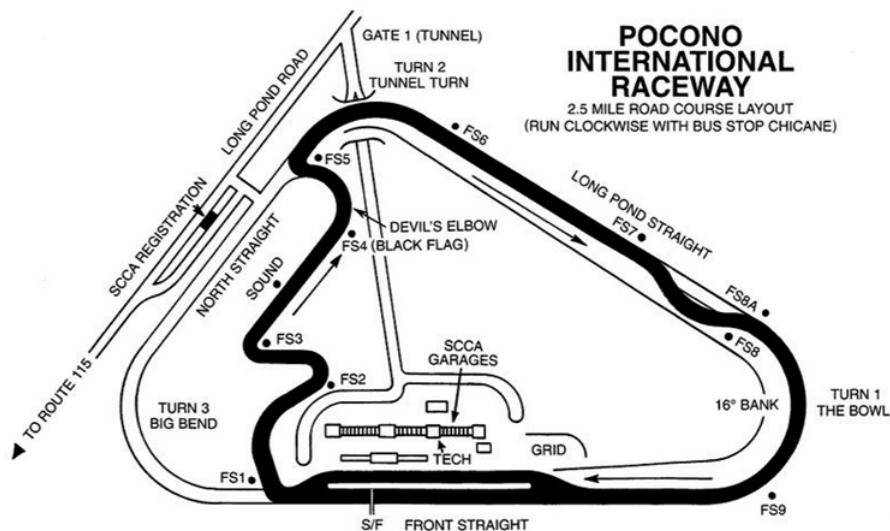 POCONO
INTERNATIONAL
RACEWAY
2.5 MILE ROAD COURSE LAYOUT
(RUN CLOCKWISE WITH BUS STOP CHICANE)
GATE 1 (TUNNEL)
TURN 2
TUNNEL TURN
LONG POND ROAD
FS6
FS5
LONG POND STRAIGHT
SCCA REGISTRATION
DEVIL'S ELBOW
FS4 (BLACK FLAG)
FS7
NORTH STRAIGHT
SOUND
FS8A
FS3
FS8
SCCA
GARAGES
TO ROUTE 115
FS2
TURN 1
THE BOWL
16° BANK
TURN 3
BIG BEND
GRID
TECH
FS1
FS9
S/F
FRONT STRAIGHT